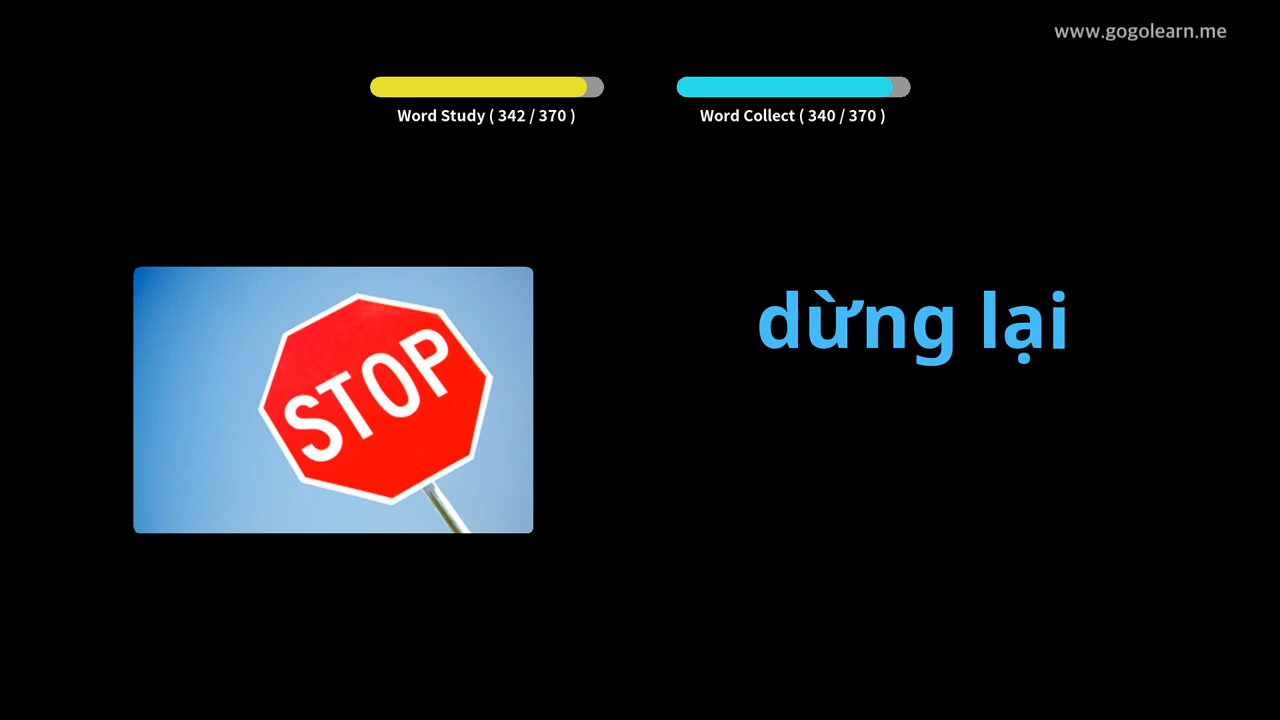 www.gogolearn.me
Word Study ( 342 / 370 )
Word Collect ( 340 / 370 )
STOP
dừng lại